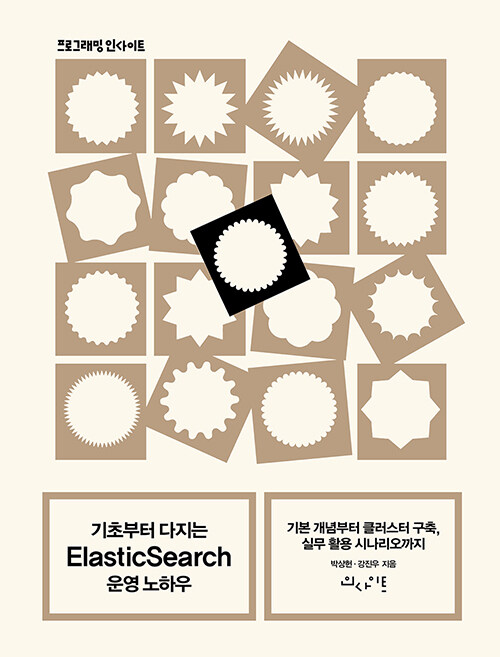 프로그래밍 인사이트
기초부터 다지는
ElasticSearch
운영 노하우
기본 개념부터 클러스터 구축,
실무 활용 시나리오까지
박상헌 · 강진우 지음
인사이트